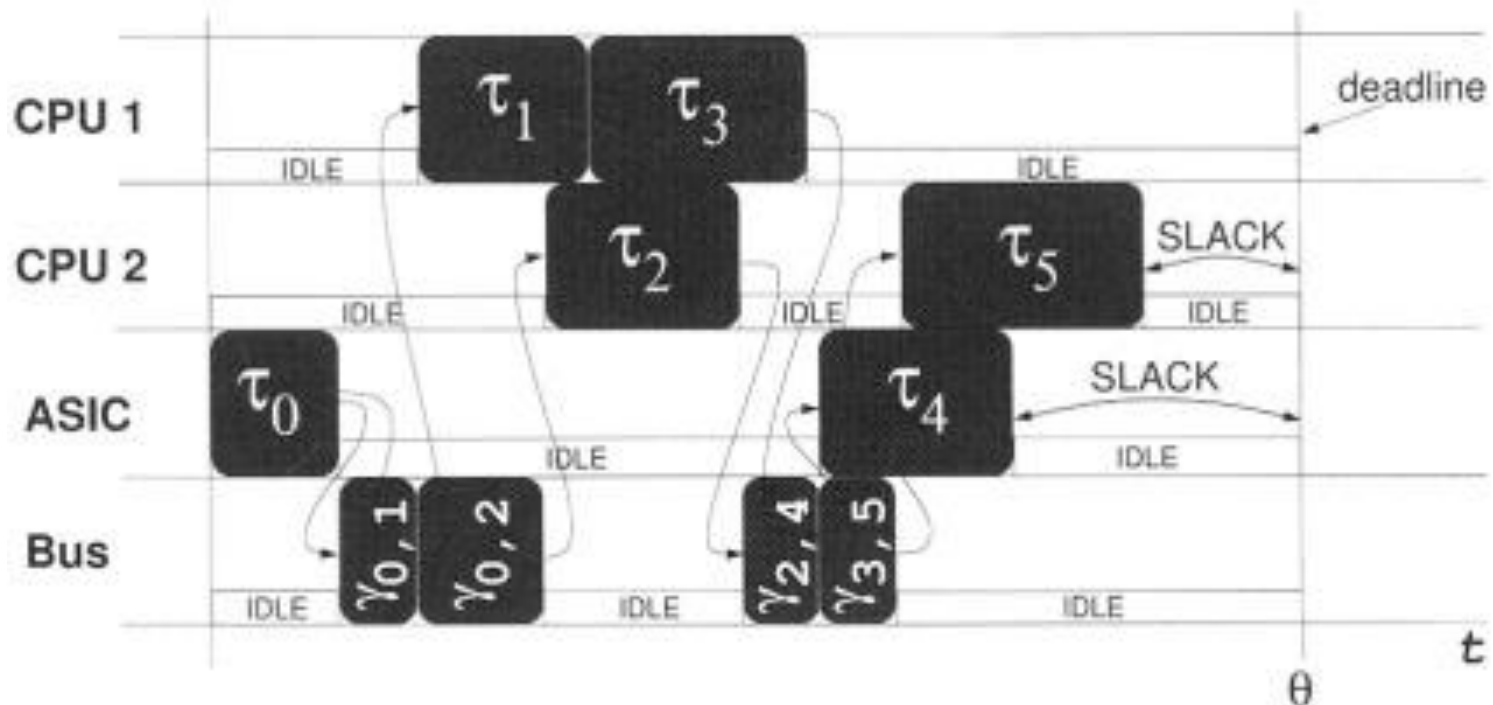 CPU 1
τ1
τ3
deadline
IDLE
IDLE
CPU 2
τ2
τ5
SLACK
IDLE
IDLE
IDLE
ASIC
τ0
τ4
SLACK
IDLE
IDLE
Bus
γ0,1
γ0,2
γ2,4
γ3,5
IDLE
IDLE
IDLE
t
θ